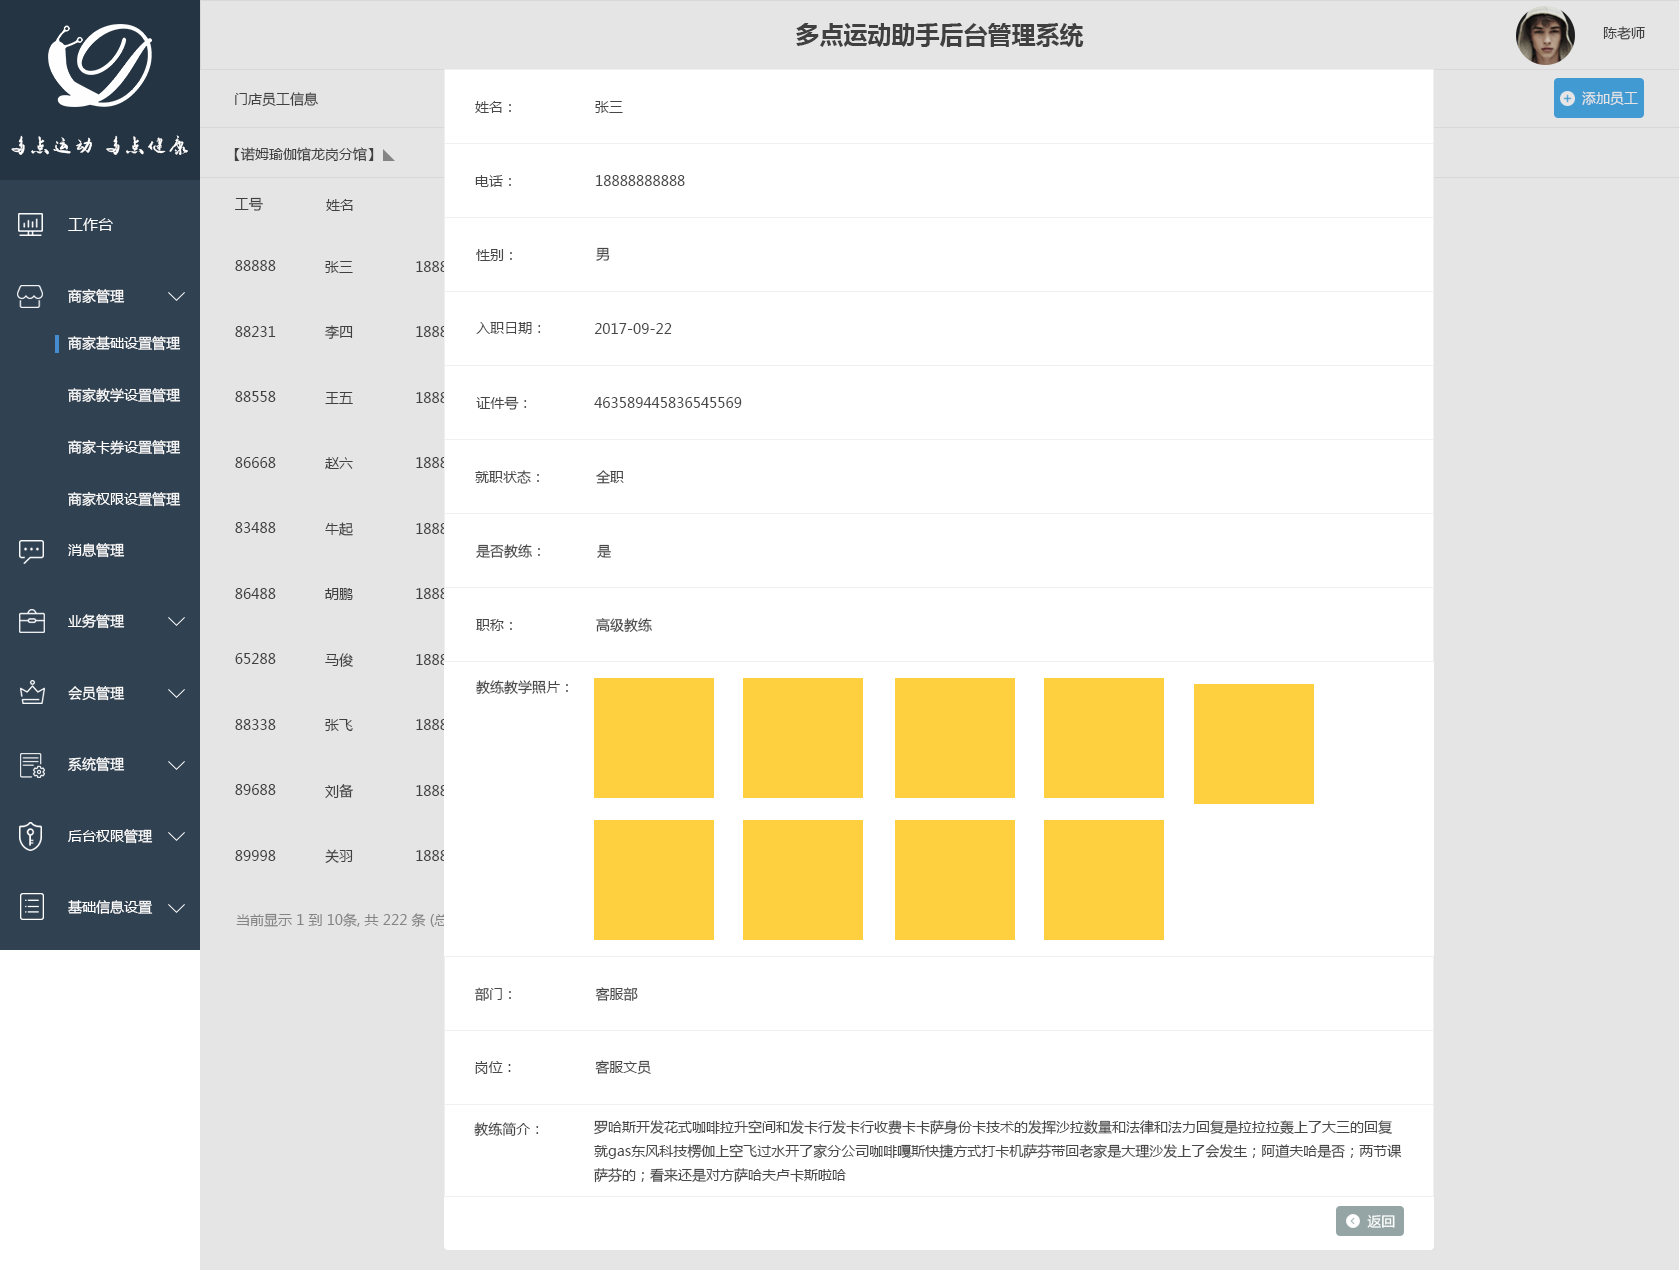 多点运动助手后台管理系统
陈老师
多点运动 多点健康
工作台
商家管理
商家基础设置管理
商家教学设置管理
商家卡券设置管理
商家权限设置管理
消息管理
业务管理
会员管理
系统管理
后台权限管理
基础信息设置
门店员工信息
添加员工
【诺姆瑜伽馆龙岗分馆】
工号 姓名
88888 张三 1888
88231 李四 1888
88558 王五 1888
86668 赵六 1888
83488 牛起 1888
86488 胡鹏 1888
65288 马俊 1888
88338 张飞 1888
89688 刘备 1888
89998 关羽 1888
当前显示 1 到 10条, 共 222 条 (总
姓名： 张三
电话： 18888888888
性别： 男
入职日期： 2017-09-22
证件号： 463589445836545569
就职状态： 全职
是否教练： 是
职称： 高级教练
教练教学照片：
部门： 客服部
岗位： 客服文员
教练简介： 罗哈斯开发花式咖啡拉升空间和发卡行发卡行收费卡卡萨身份卡技术的发挥沙拉数量和法律和法力回复是拉拉拉袭上了大三的回复
就gas东风科技楞伽上空飞过水开了家分公司咖啡嘎斯快捷方式打卡机萨芬带回老家是大理沙发上了会发生；阿道夫哈是否；两节课
萨芬的；看来还是对方萨哈夫卢卡斯啦哈
返回